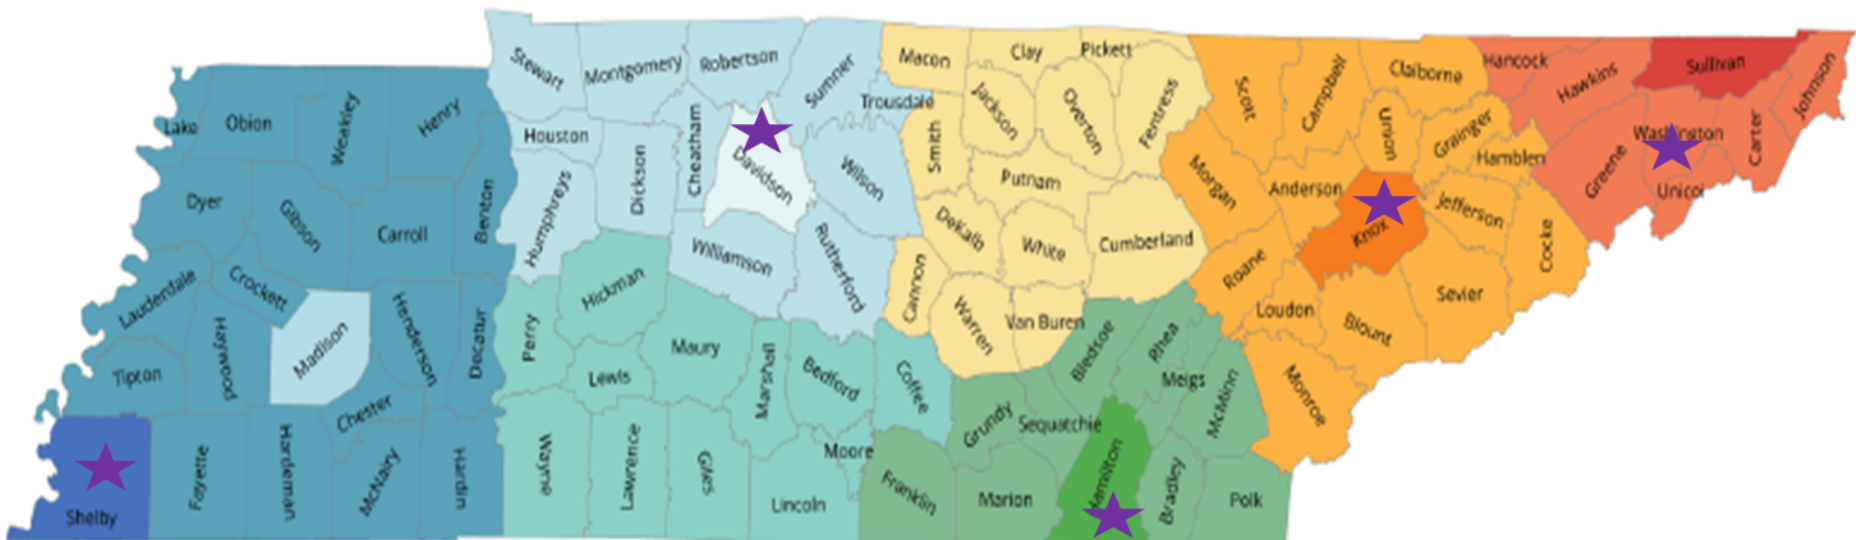 Lake
Obion
Weakley
Henry
Dyer
Gibson
Carroll
Benton
Lauderdale
Crockett
Haywood
Madison
Henderson
Decatur
Tipton
Chester
Shelby
Fayette
Hardeman
McNairy
Hardin
Stewart
Montgomery
Robertson
Sumner
Trousdale
Houston
Humphreys
Dickson
Cheatham
Davidson
Wilson
Williamson
Rutherford
Perry
Hickman
Lewis
Maury
Marshall
Bedford
Coffee
Wayne
Lawrence
Giles
Lincoln
Moore
Macon
Clay
Pickett
Jackson
Overton
Fentress
Smith
Putnam
DeKalb
White
Cumberland
Cannon
Warren
Van Buren
Bledsoe
Rhea
Meigs
McMinn
Grundy
Sequatchie
Franklin
Marion
Hamilton
Bradley
Polk
Scott
Campbell
Claiborne
Union
Grainger
Hamblen
Morgan
Anderson
Knox
Jefferson
Cocke
Roane
Loudon
Blount
Sevier
Monroe
Hancock
Hawkins
Sullivan
Johnson
Greene
Washington
Carter
Unicoi